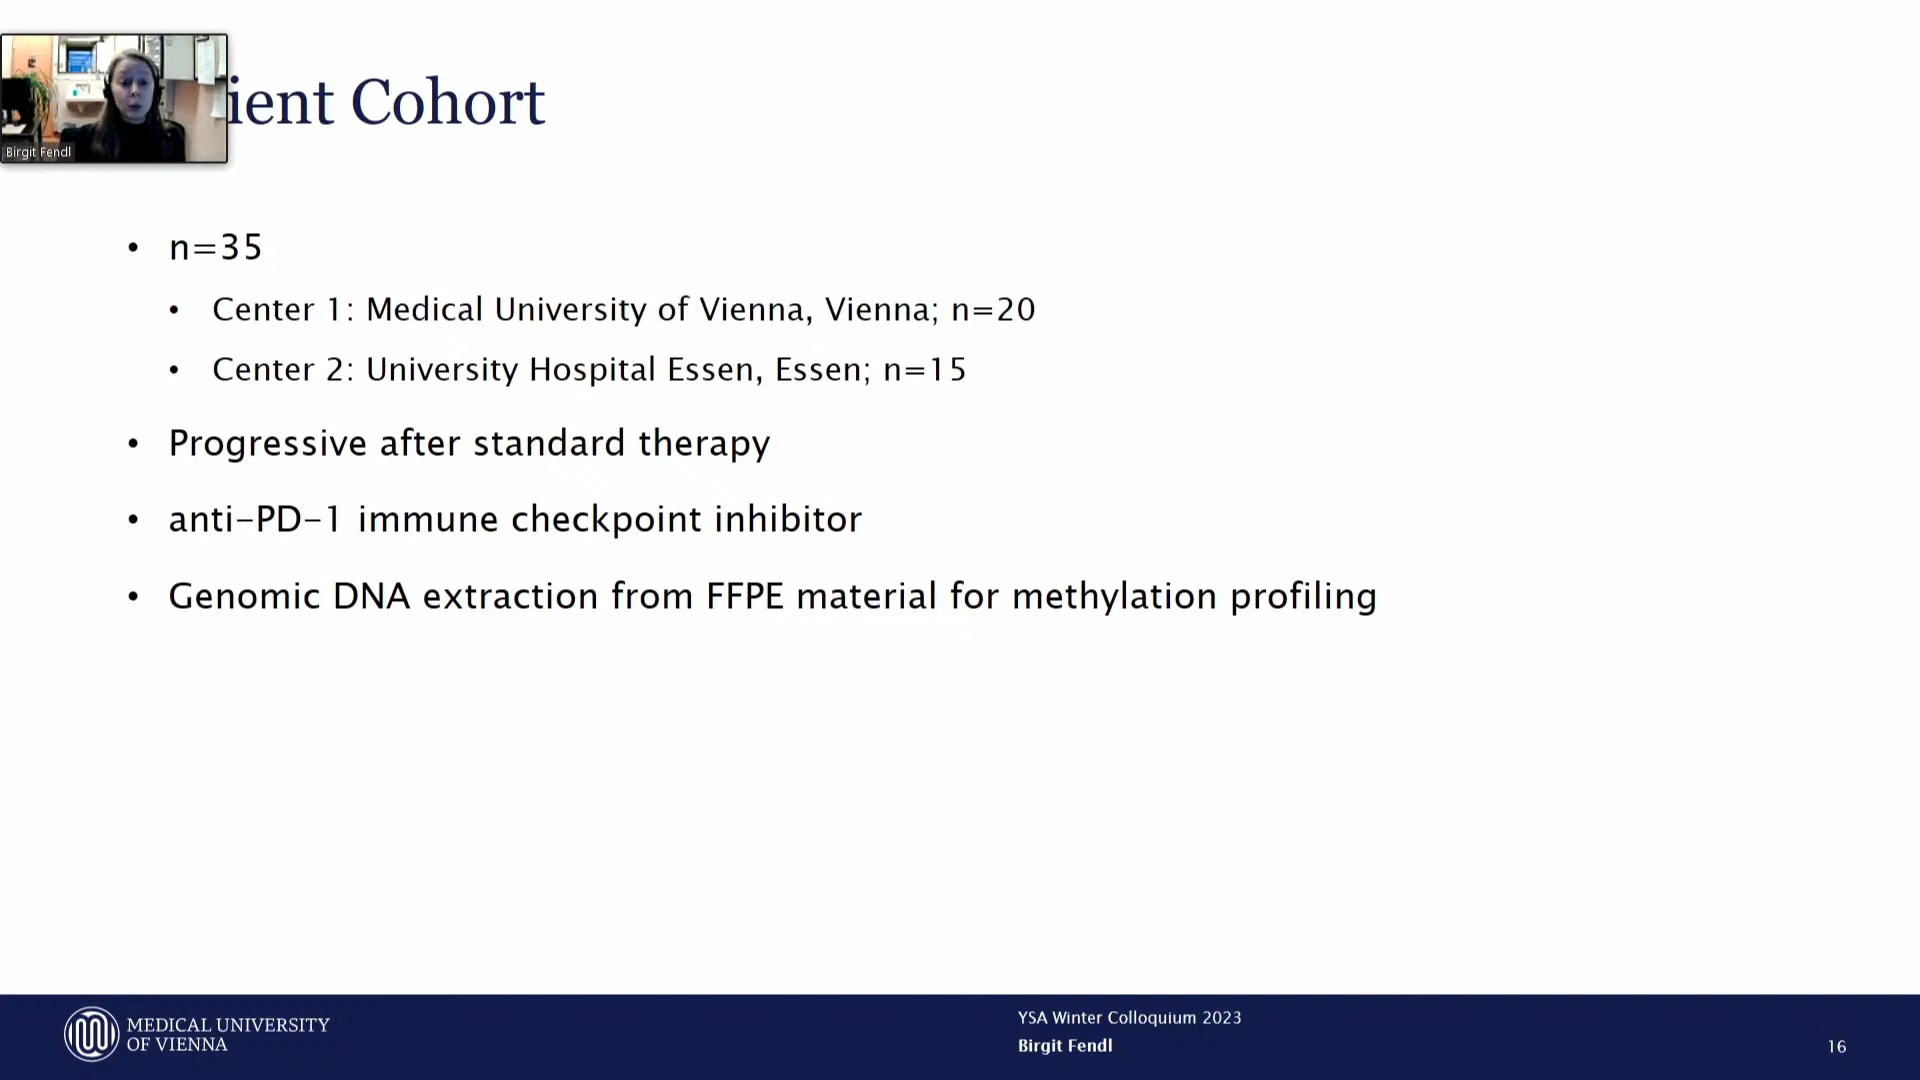 ient Cohort
Birgit Fendl
• n=35
• Center 1: Medical University of Vienna, Vienna; n=20
• Center 2: University Hospital Essen, Essen; n=15
• Progressive after standard therapy
• anti-PD-1 immune checkpoint inhibitor
• Genomic DNA extraction from FFPE material for methylation profiling
MEDICAL UNIVERSITY
OF VIENNA
YSA Winter Colloquium 2023
Birgit Fendl
16